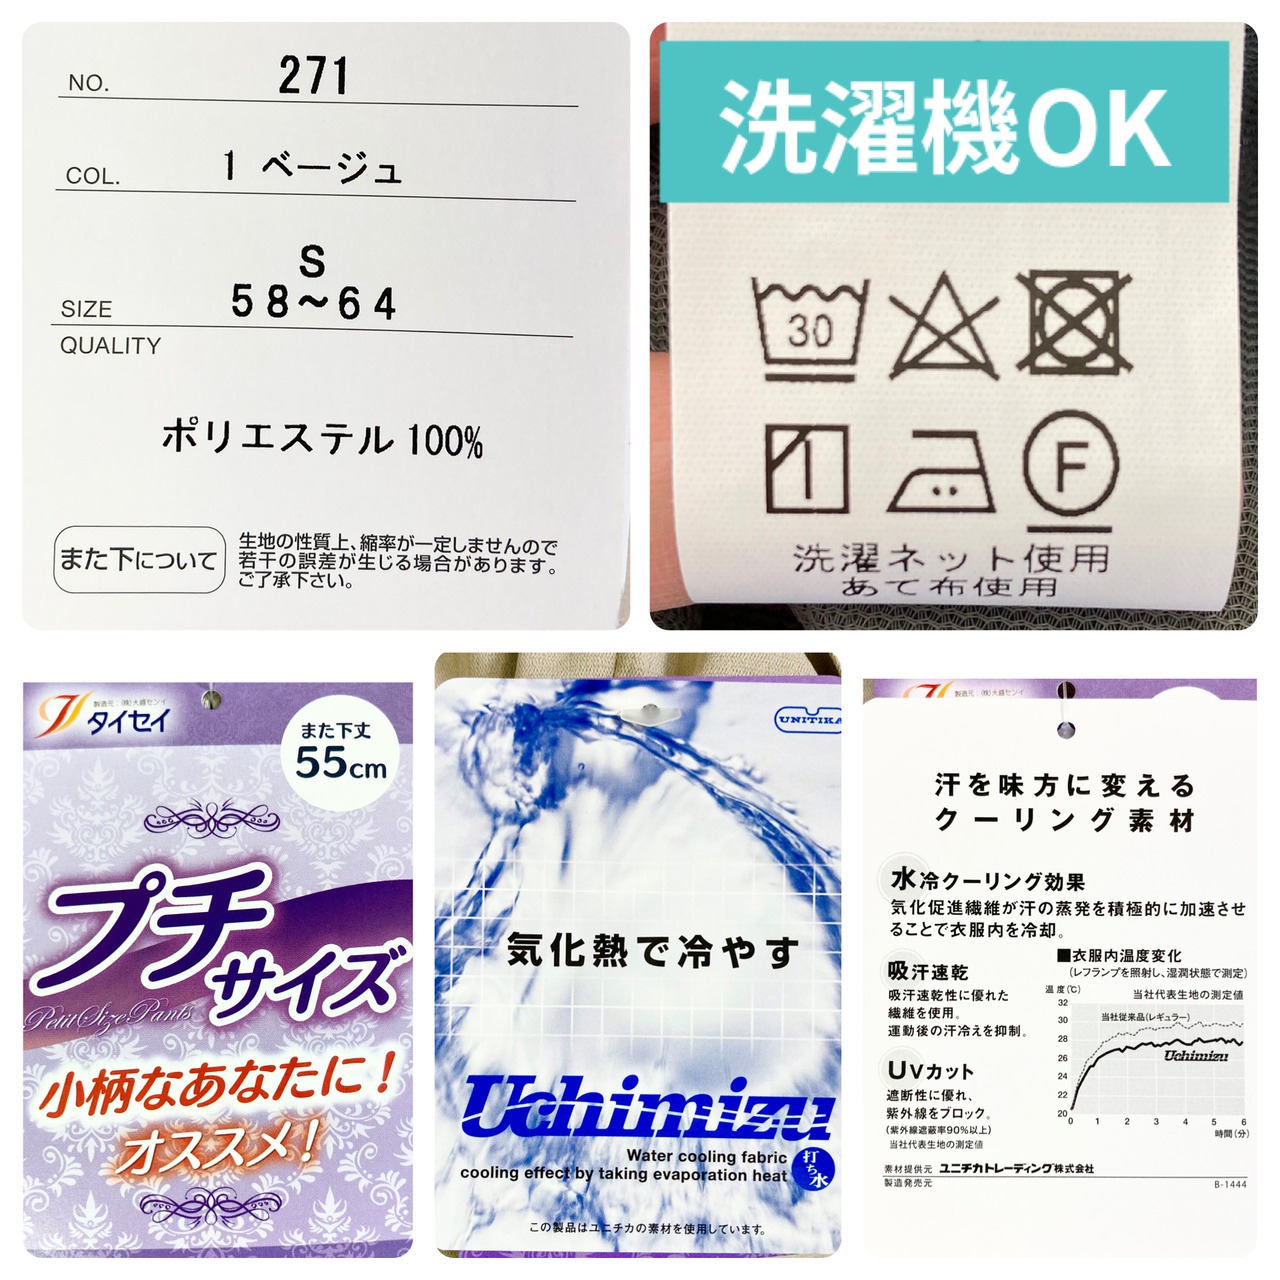 NO. 271
COL. 1 ベージュ
S
SIZE 58~64
QUALITY
ポリエステル 100%
また下について
生地の性質上、縮率が一定しませんので
若干の誤差が生じる場合があります。
ご了承下さい。
洗濯機OK
30
1
F
洗濯ネット使用
あて布使用
製造元:(株)大盛センイ
タイセイ
また下丈
55cm
プチ
サイズ
Petit Size Pants
小柄なあなたに!
オススメ!
UNITIKA
気化熱で冷やす
Uchimizu
Water cooling fabric
cooling effect by taking evaporation heat
打ち水
この製品はユニチカの素材を使用しています。
製造元:(株)大盛センイ
汗を味方に変える
クーリング素材
水冷クーリング効果
気化促進繊維が汗の蒸発を積極的に加速させ
ることで衣服内を冷却。
吸汗速乾
吸汗速乾性に優れた
繊維を使用。
運動後の汗冷えを抑制。
UVカット
遮断性に優れ、
紫外線をブロック。
(紫外線遮蔽率90%以上)
当社代表生地の測定値
■衣服内温度変化
(レフランプを照射し、湿潤状態で測定)
温度(℃)
当社代表生地の測定値
32
30
28
26
24
22
20
当社従来品(レギュラー)
Uchimizu
1 2 3 4 5 6
0
時間(分)
素材提供元 ユニチカトレーディング株式会社
製造発売元
B-1444